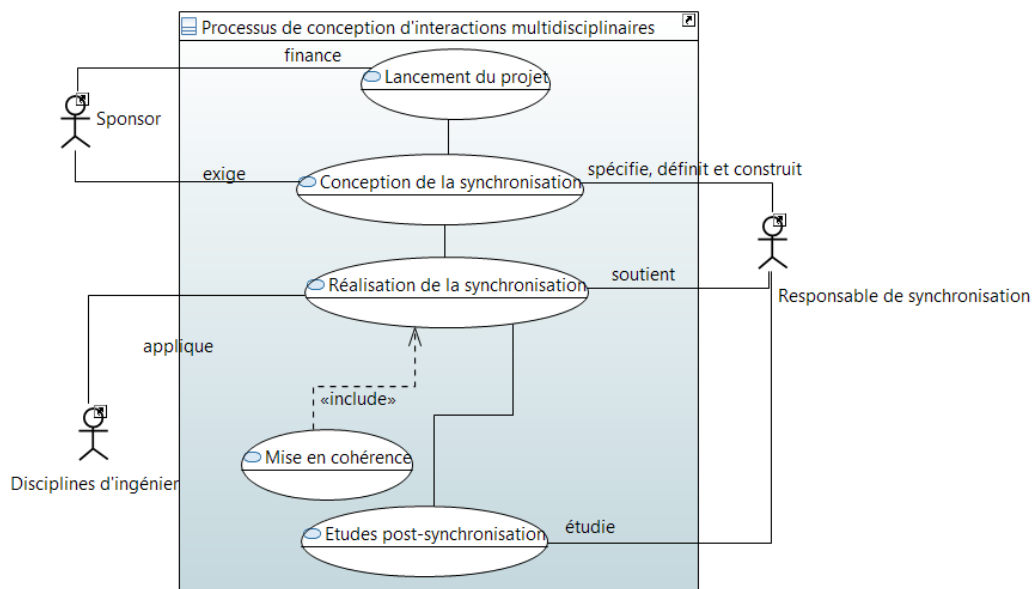 Processus de conception d'interactions multidisciplinaires
finance
Lancement du projet
Sponsor
exige
Conception de la synchronisation
spécifie, définit et construit
Réalisation de la synchronisation
soutient
Responsable de synchronisation
applique
«include»
Mise en cohérence
Disciplines d'ingénier
Etudes post-synchronisation
étudie